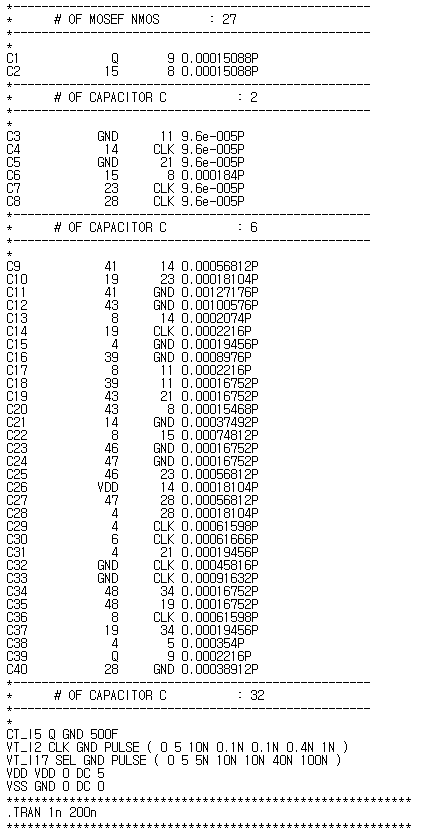 *---------------------------------------------------
*      # OF MOSEF NMOS       : 27
*---------------------------------------------------
*
C1             Q       9 0.00015088P
C2            15       8 0.00015088P
*---------------------------------------------------
*      # OF CAPACITOR C          : 2
*---------------------------------------------------
*
C3           GND      11 9.6e-005P
C4            14     CLK 9.6e-005P
C5           GND      21 9.6e-005P
C6            15       8 0.000184P
C7            23     CLK 9.6e-005P
C8            28     CLK 9.6e-005P
*---------------------------------------------------
*      # OF CAPACITOR C          : 6
*---------------------------------------------------
*
C9            41      14 0.00056812P
C10           19      23 0.00018104P
C11           41     GND 0.00127176P
C12           43     GND 0.00100576P
C13            8      14 0.0002074P
C14           19     CLK 0.0002216P
C15            4     GND 0.00019456P
C16           39     GND 0.0008976P
C17            8      11 0.0002216P
C18           39      11 0.00016752P
C19           43      21 0.00016752P
C20           43       8 0.00015468P
C21           14     GND 0.00037492P
C22            8      15 0.00074812P
C23           46     GND 0.00016752P
C24           47     GND 0.00016752P
C25           46      23 0.00056812P
C26          VDD      14 0.00018104P
C27           47      28 0.00056812P
C28            4      28 0.00018104P
C29            4     CLK 0.00061598P
C30            6     CLK 0.00061666P
C31            4      21 0.00019456P
C32          GND     CLK 0.00045816P
C33          GND     CLK 0.00091632P
C34           48      34 0.00016752P
C35           48      19 0.00016752P
C36            8     CLK 0.00061598P
C37           19      34 0.00019456P
C38            4       5 0.000354P
C39            Q       9 0.0002216P
C40           28     GND 0.00038912P
*---------------------------------------------------
*      # OF CAPACITOR C          : 32
*---------------------------------------------------
*
CT_I5 Q GND 500F
VT_I2 CLK GND PULSE ( 0 5 10N 0.1N 0.1N 0.4N 1N )
VT_I17 SEL GND PULSE ( 0 5 5N 10N 10N 40N 100N )
VDD VDD 0 DC 5
VSS GND 0 DC 0
**********************************************************
.TRAN 1n 200n
**********************************************************